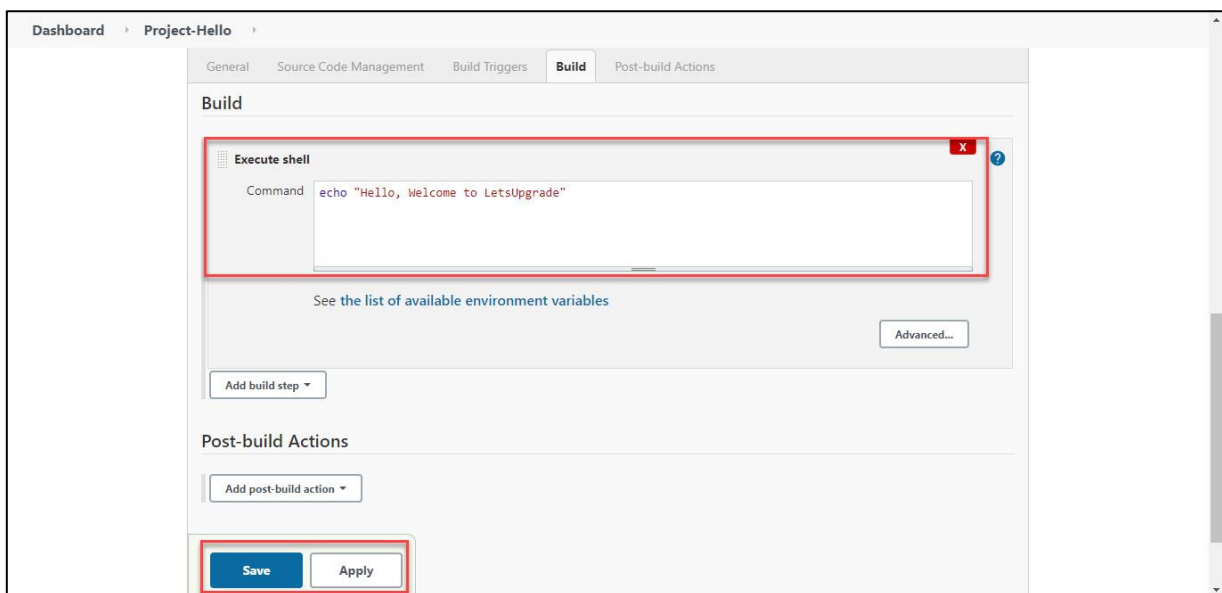 Dashboard Project-Hello
General Source Code Management Build Triggers Build Post-build Actions
Build
Execute shell X
Command echo "Hello, Welcome to LetsUpgrade"
See the list of available environment variables
Advanced...
Add build step
Post-build Actions
Add post-build action
Save Apply